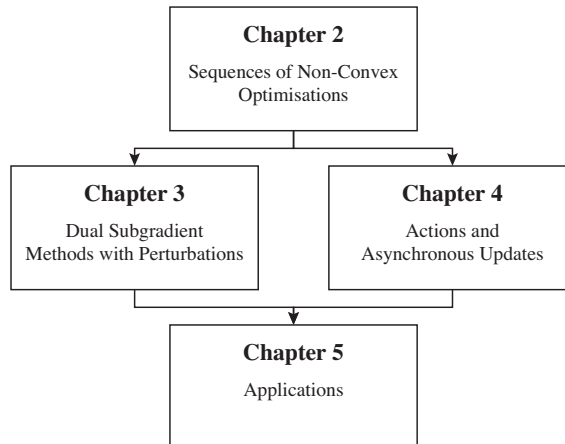 Chapter 2
Sequences of Non-Convex
Optimisations
Chapter 3
Dual Subgradient
Methods with Perturbations
Chapter 4
Actions and
Asynchronous Updates
Chapter 5
Applications